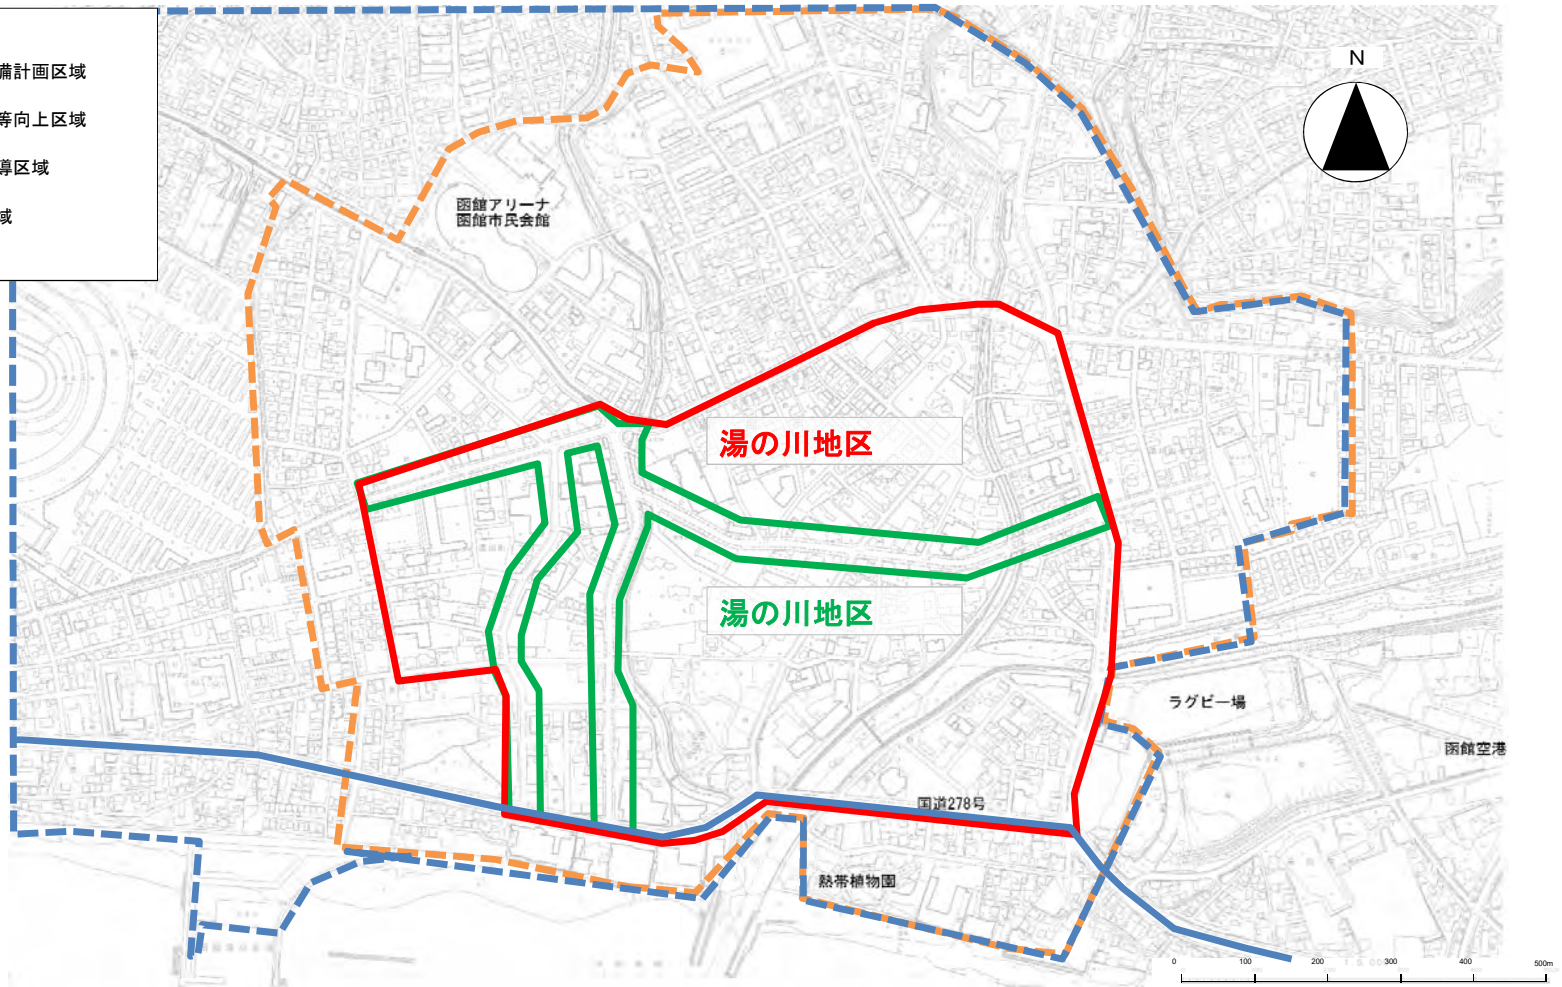 備計画区域
等向上区域
導区域
域
N
函館アリーナ
函館市民会館
湯の川地区
湯の川地区
ラグビー場
函館空港
国道278号
熱帯植物園
0 100 200 300 400 500m